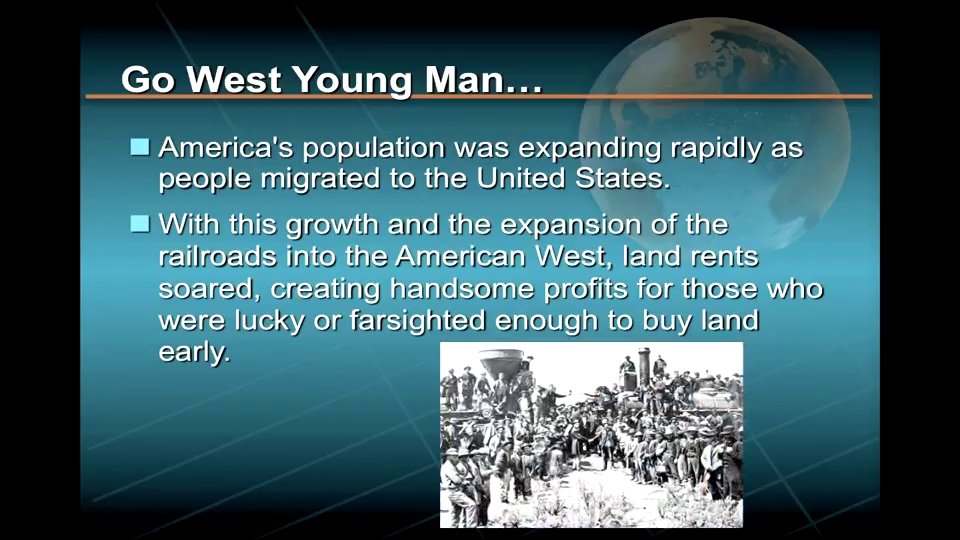 Go West Young Man…
America's population was expanding rapidly as
people migrated to the United States.
With this growth and the expansion of the
railroads into the American West, land rents
soared, creating handsome profits for those who
were lucky or farsighted enough to buy land
early.